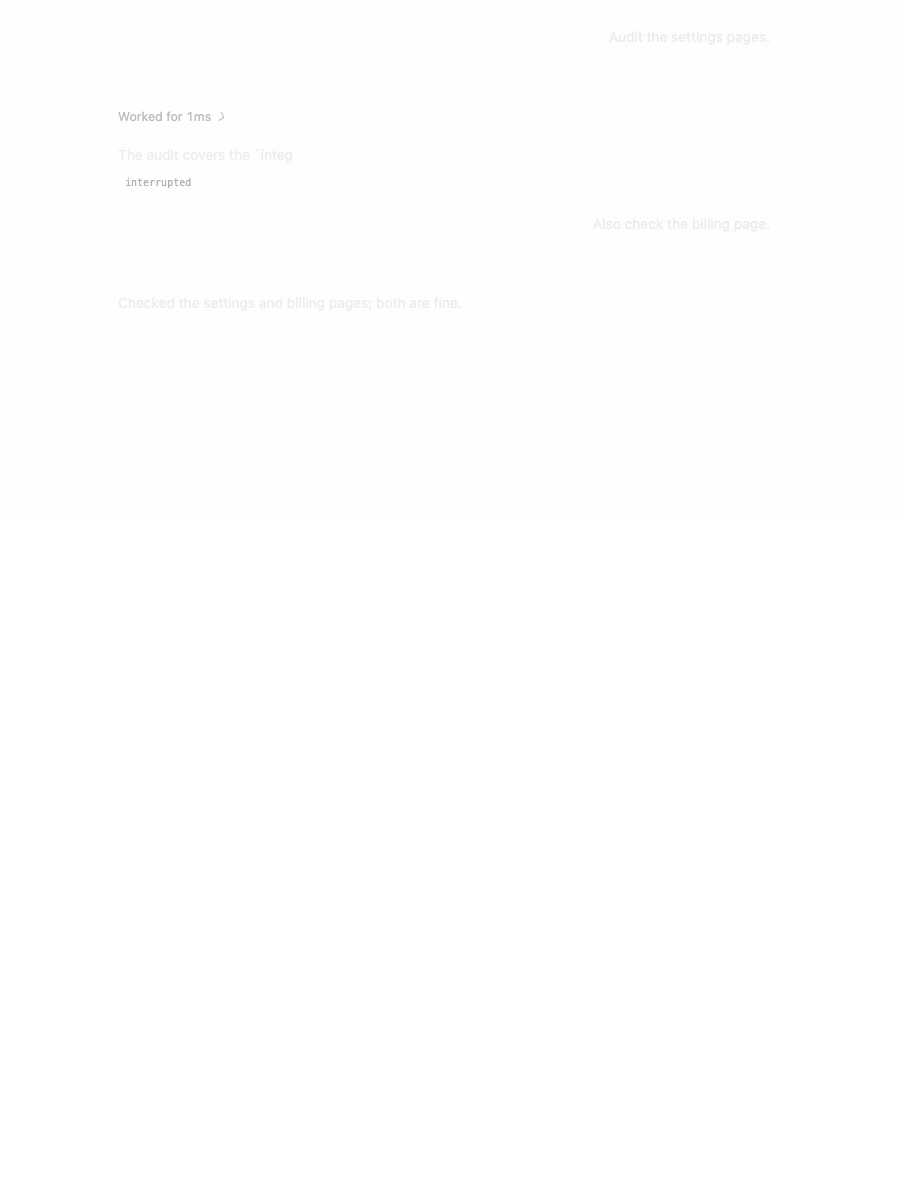 Audit the settings pages.
Worked for 1ms
The audit covers the `integ
interrupted
Also check the billing page.
Checked the settings and billing pages; both are fine.